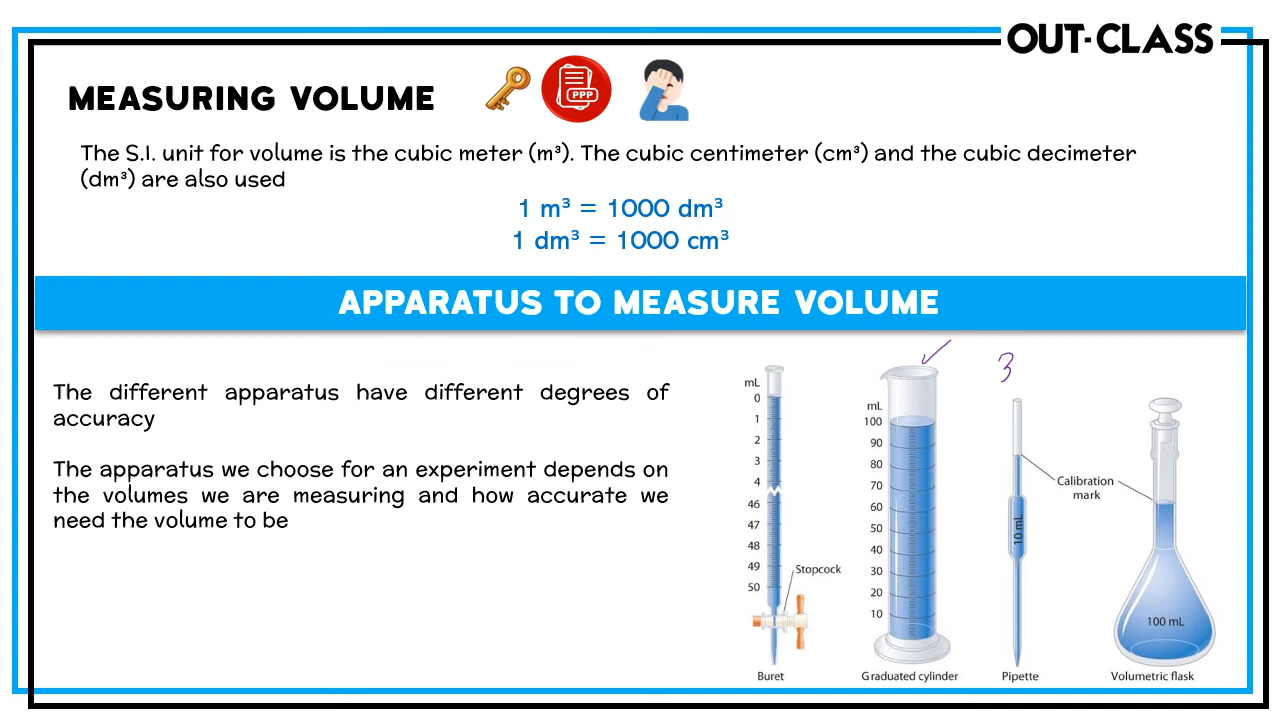 OUT-CLASS
MEASURING VOLUME
PPP
The S.I. unit for volume is the cubic meter (m³). The cubic centimeter (cm³) and the cubic decimeter
(dm³) are also used
1 m³ = 1000 dm³
1 dm³ = 1000 cm³
APPARATUS TO MEASURE VOLUME
The different apparatus have different degrees of
accuracy
The apparatus we choose for an experiment depends on
the volumes we are measuring and how accurate we
need the volume to be
mL
0
1
2
3
4
46
47
48
49
50
Stopcock
Buret
mL
100
90
80
70
60
50
40
30
20
10
Graduated cylinder
3
10 mL
Pipette
Calibration
mark
100 mL
Volumetric flask